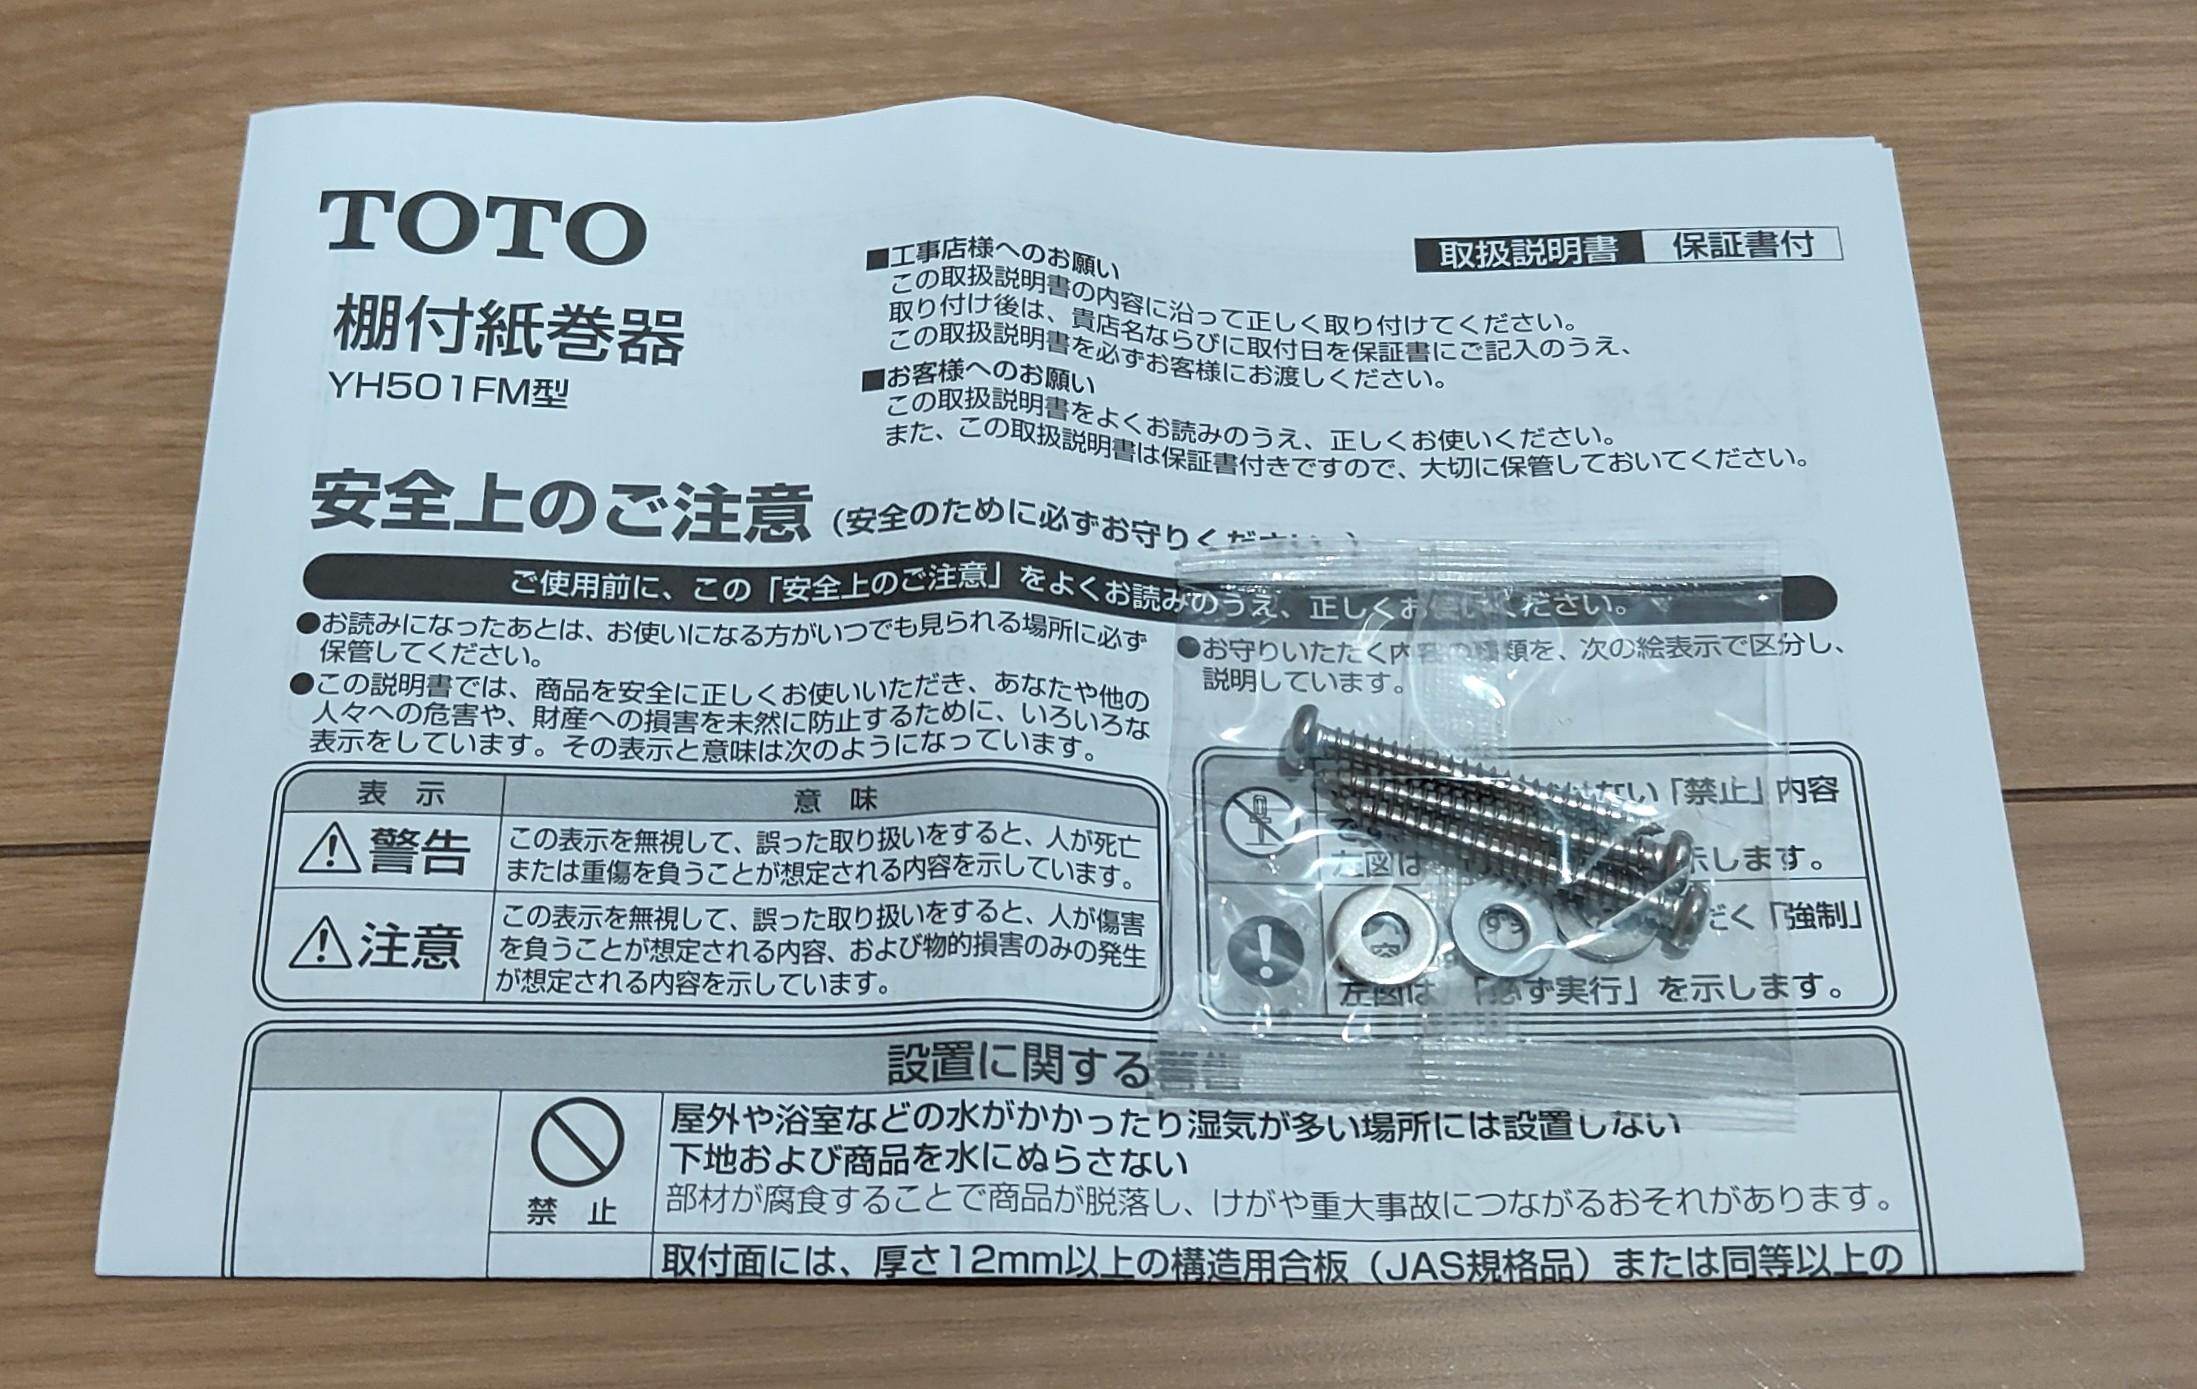 TOTO
棚付紙巻器
YH501FM型
■工事店様へのお願い
この取扱説明書の内容に沿って正しく取り付けてください。
取り付け後は、貴店名ならびに取付日を保証書にご記入のうえ、
この取扱説明書を必ずお客様にお渡しください。
■お客様へのお願い
この取扱説明書をよくお読みのうえ、正しくお使いください。
また、この取扱説明書は保証書付きですので、大切に保管しておいてください。
取扱説明書 保証書付
安全上のご注意 (安全のために必ずお守りください。)
ご使用前に、この「安全上のご注意」をよくお読みのうえ、正しくお使いください。
●お読みになったあとは、お使いになる方がいつでも見られる場所に必ず
保管してください。
●この説明書では、商品を安全に正しくお使いいただき、あなたや他の
人々への危害や、財産への損害を未然に防止するために、いろいろな
表示をしています。その表示と意味は次のようになっています。
表 示 意 味
⚠警告 この表示を無視して、誤った取り扱いをすると、人が死亡
または重傷を負うことが想定される内容を示しています。
⚠注意 この表示を無視して、誤った取り扱いをすると、人が傷害
を負うことが想定される内容、および物的損害のみの発生
が想定される内容を示しています。
●お守りいただく内容の種類を、次の絵表示で区分し、
説明しています。
ない「禁止」内容
左図は 示します。
だく「強制」
左図は「必ず実行」を示します。
設置に関する警告
禁 止
屋外や浴室などの水がかかったり湿気が多い場所には設置しない
下地および商品を水にぬらさない
部材が腐食することで商品が脱落し、けがや重大事故につながるおそれがあります。
取付面には、厚さ12mm以上の構造用合板（JAS規格品）または同等以上の